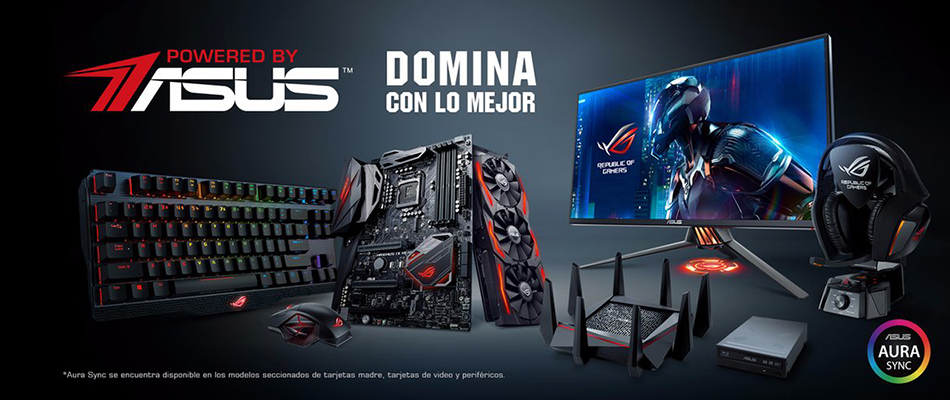 POWERED BY
ASUS™
DOMINA
CON LO MEJOR
REPUBLIC OF
GAMERS
ASUS
REPUBLIC OF
GAMERS
ASUS
AURA
SYNC
*Aura Sync se encuentra disponible en los modelos seccionados de tarjetas madre, tarjetas de video y periféricos.